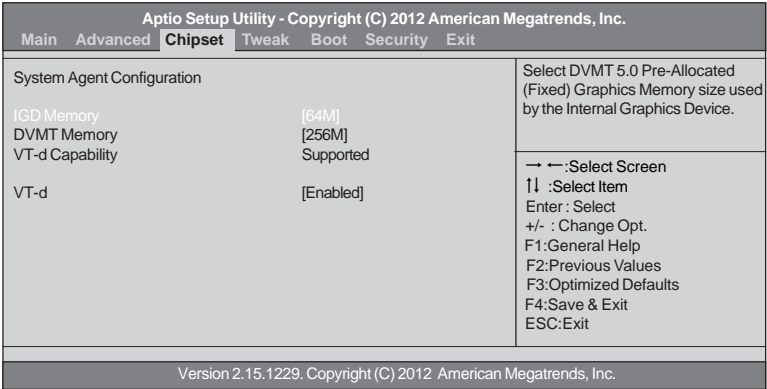 Aptio Setup Utility - Copyright (C) 2012 American Megatrends, Inc.
Main Advanced Chipset Tweak Boot Security Exit
System Agent Configuration
IGD Memory [64M]
DVMT Memory [256M]
VT-d Capability Supported
VT-d [Enabled]
Select DVMT 5.0 Pre-Allocated
(Fixed) Graphics Memory size used
by the Internal Graphics Device.
→ ←:Select Screen
↑↓ :Select Item
Enter : Select
+/- : Change Opt.
F1:General Help
F2:Previous Values
F3:Optimized Defaults
F4:Save & Exit
ESC:Exit
Version 2.15.1229. Copyright (C) 2012 American Megatrends, Inc.